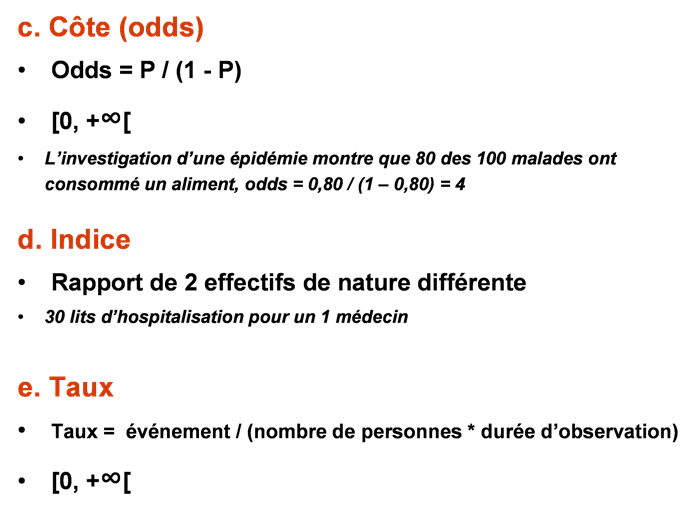 c. Côte (odds)
• Odds = P / (1 - P)
• [0, +∞[
• L’investigation d’une épidémie montre que 80 des 100 malades ont
consommé un aliment, odds = 0,80 / (1 – 0,80) = 4
d. Indice
• Rapport de 2 effectifs de nature différente
• 30 lits d’hospitalisation pour un 1 médecin
e. Taux
• Taux = événement / (nombre de personnes * durée d’observation)
• [0, +∞[